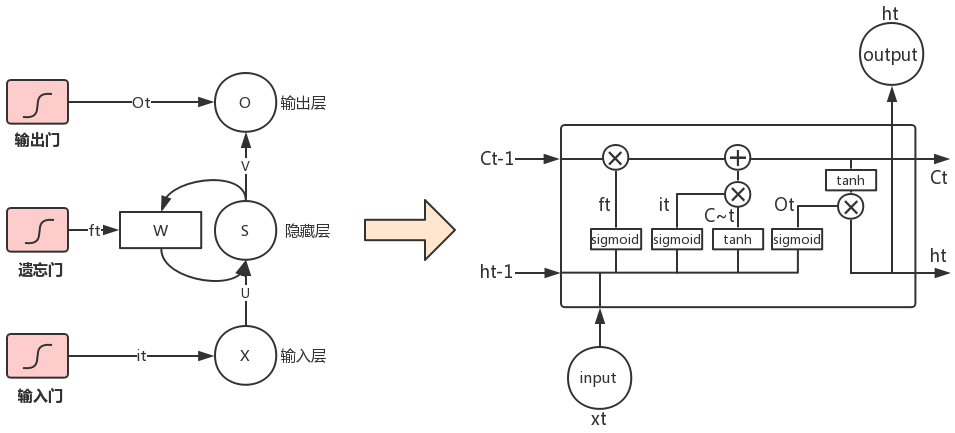 Ot
O
输出层
输出门
V
ft
W
S
隐藏层
遗忘门
U
it
X
输入层
输入门
ht
output
Ct-1
Ct
tanh
ft
it
C~t
Ot
sigmoid
sigmoid
tanh
sigmoid
ht-1
ht
input
xt